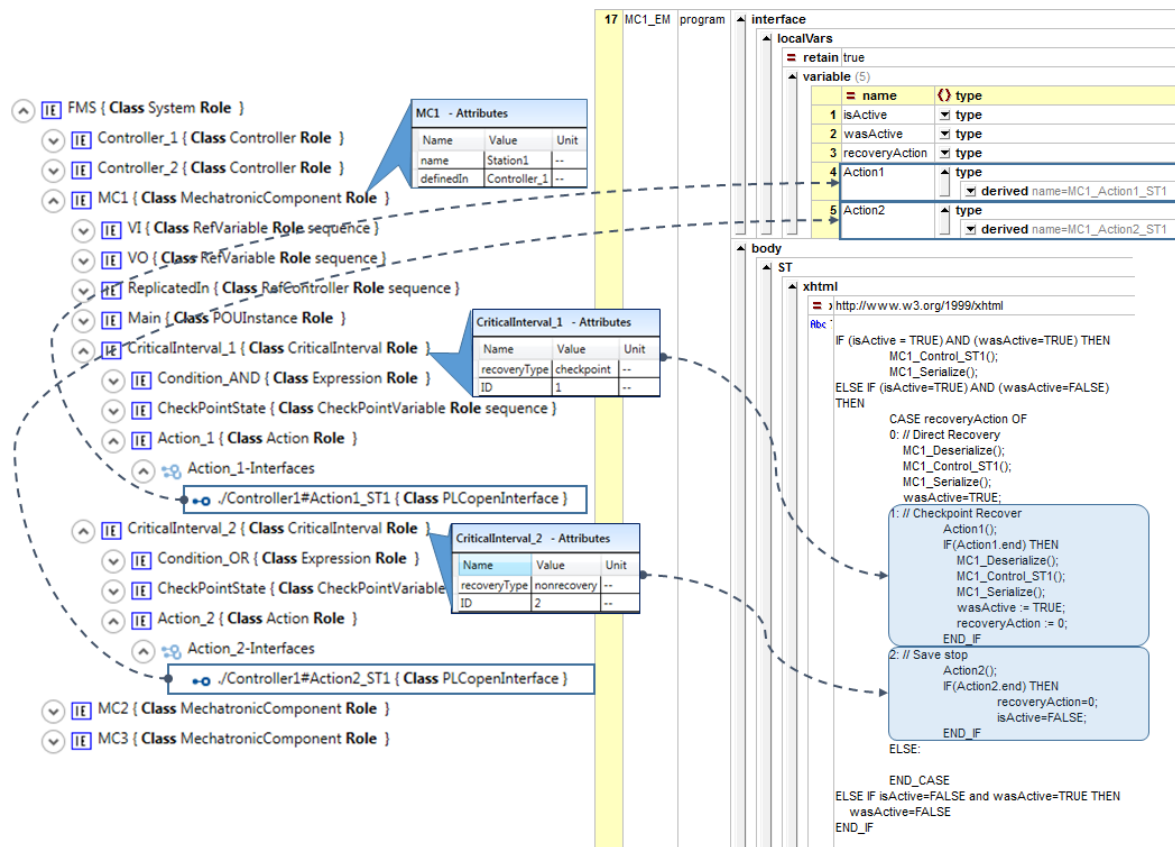 FMS { Class System Role }
Controller_1 { Class Controller Role }
Controller_2 { Class Controller Role }
MC1 { Class MechatronicComponent Role }
VI { Class RefVariable Role sequence }
VO { Class RefVariable Role sequence }
ReplicatedIn { Class RefController Role sequence }
Main { Class POUInstance Role }
CriticalInterval_1 { Class CriticalInterval Role }
Condition_AND { Class Expression Role }
CheckPointState { Class CheckPointVariable Role sequence }
Action_1 { Class Action Role }
Action_1-Interfaces
./Controller1#Action1_ST1 { Class PLCopenInterface }
CriticalInterval_2 { Class CriticalInterval Role }
Condition_OR { Class Expression Role }
CheckPointState { Class CheckPointVariable
Action_2 { Class Action Role }
Action_2-Interfaces
./Controller1#Action2_ST1 { Class PLCopenInterface }
MC2 { Class MechatronicComponent Role }
MC3 { Class MechatronicComponent Role }
MC1 - Attributes
Name Value Unit
name Station1 --
definedIn Controller_1 --
CriticalInterval_1 - Attributes
Name Value Unit
recoveryType checkpoint --
ID 1 --
CriticalInterval_2 - Attributes
Name Value Unit
recoveryType nonrecovery --
ID 2 --
17 MC1_EM program interface
localVars
= retain true
variable (5)
= name {} type
1 isActive type
2 wasActive type
3 recoveryAction type
4 Action1 type
derived name=MC1_Action1_ST1
5 Action2 type
derived name=MC1_Action2_ST1
body
ST
xhtml
= http://www.w3.org/1999/xhtml
Abc
IF (isActive = TRUE) AND (wasActive=TRUE) THEN
MC1_Control_ST1();
MC1_Serialize();
ELSE IF (isActive=TRUE) AND (wasActive=FALSE)
THEN
CASE recoveryAction OF
0: // Direct Recovery
MC1_Deserialize();
MC1_Control_ST1();
MC1_Serialize();
wasActive=TRUE;
1: // Checkpoint Recover
Action1();
IF(Action1.end) THEN
MC1_Deserialize();
MC1_Control_ST1();
MC1_Serialize();
wasActive := TRUE;
recoveryAction := 0;
END_IF
2: // Save stop
Action2();
IF(Action2.end) THEN
recoveryAction=0;
isActive=FALSE;
END_IF
ELSE:
END_CASE
ELSE IF isActive=FALSE and wasActive=TRUE THEN
wasActive=FALSE
END_IF